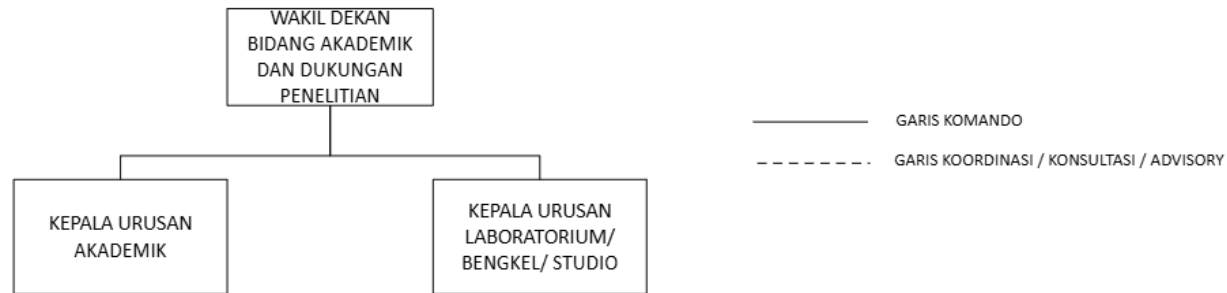 WAKIL DEKAN
BIDANG AKADEMIK
DAN DUKUNGAN
PENELITIAN
GARIS KOMANDO
GARIS KOORDINASI / KONSULTASI / ADVISORY
KEPALA URUSAN
AKADEMIK
KEPALA URUSAN
LABORATORIUM/
BENGKEL/ STUDIO